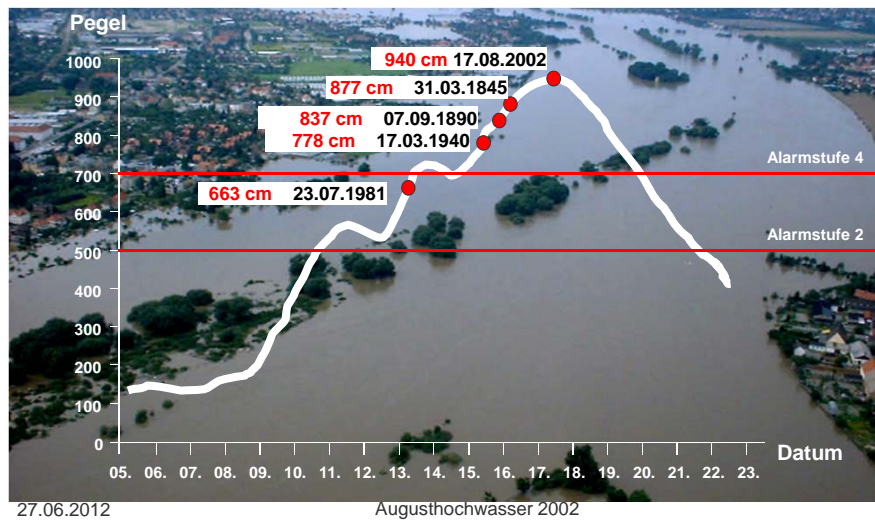 Pegel
940 cm 17.08.2002
1000
877 cm 31.03.1845
900
837 cm 07.09.1890
800
778 cm 17.03.1940
Alarmstufe 4
700
663 cm 23.07.1981
600
Alarmstufe 2
500
400
300
200
100
0
Datum
05. 06. 07. 08. 09. 10. 11. 12. 13. 14. 15. 16. 17. 18. 19. 20. 21. 22. 23.
27.06.2012 Augusthochwasser 2002